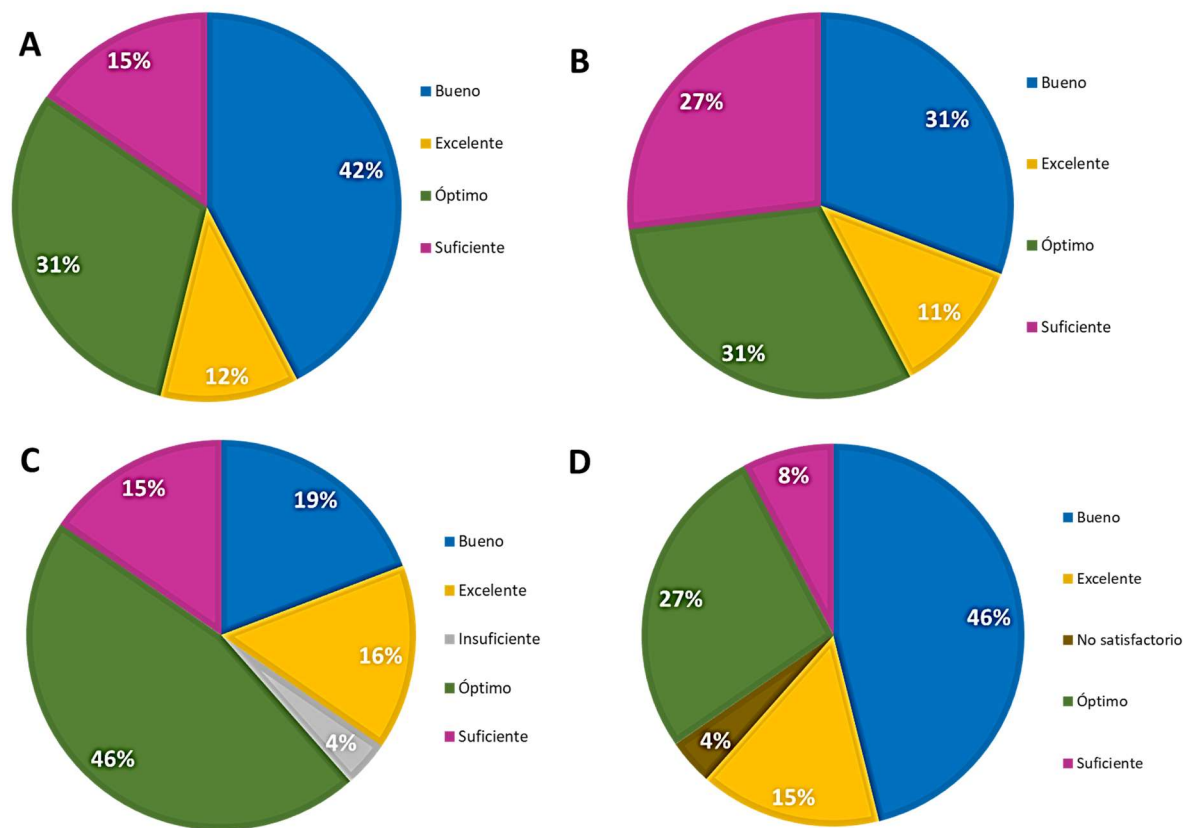 A
15%
42%
31%
12%
Bueno
Excelente
Óptimo
Suficiente
B
27%
31%
11%
31%
Bueno
Excelente
Óptimo
Suficiente
C
15%
19%
16%
4%
46%
Bueno
Excelente
Insuficiente
Óptimo
Suficiente
D
8%
27%
46%
4%
15%
Bueno
Excelente
No satisfactorio
Óptimo
Suficiente